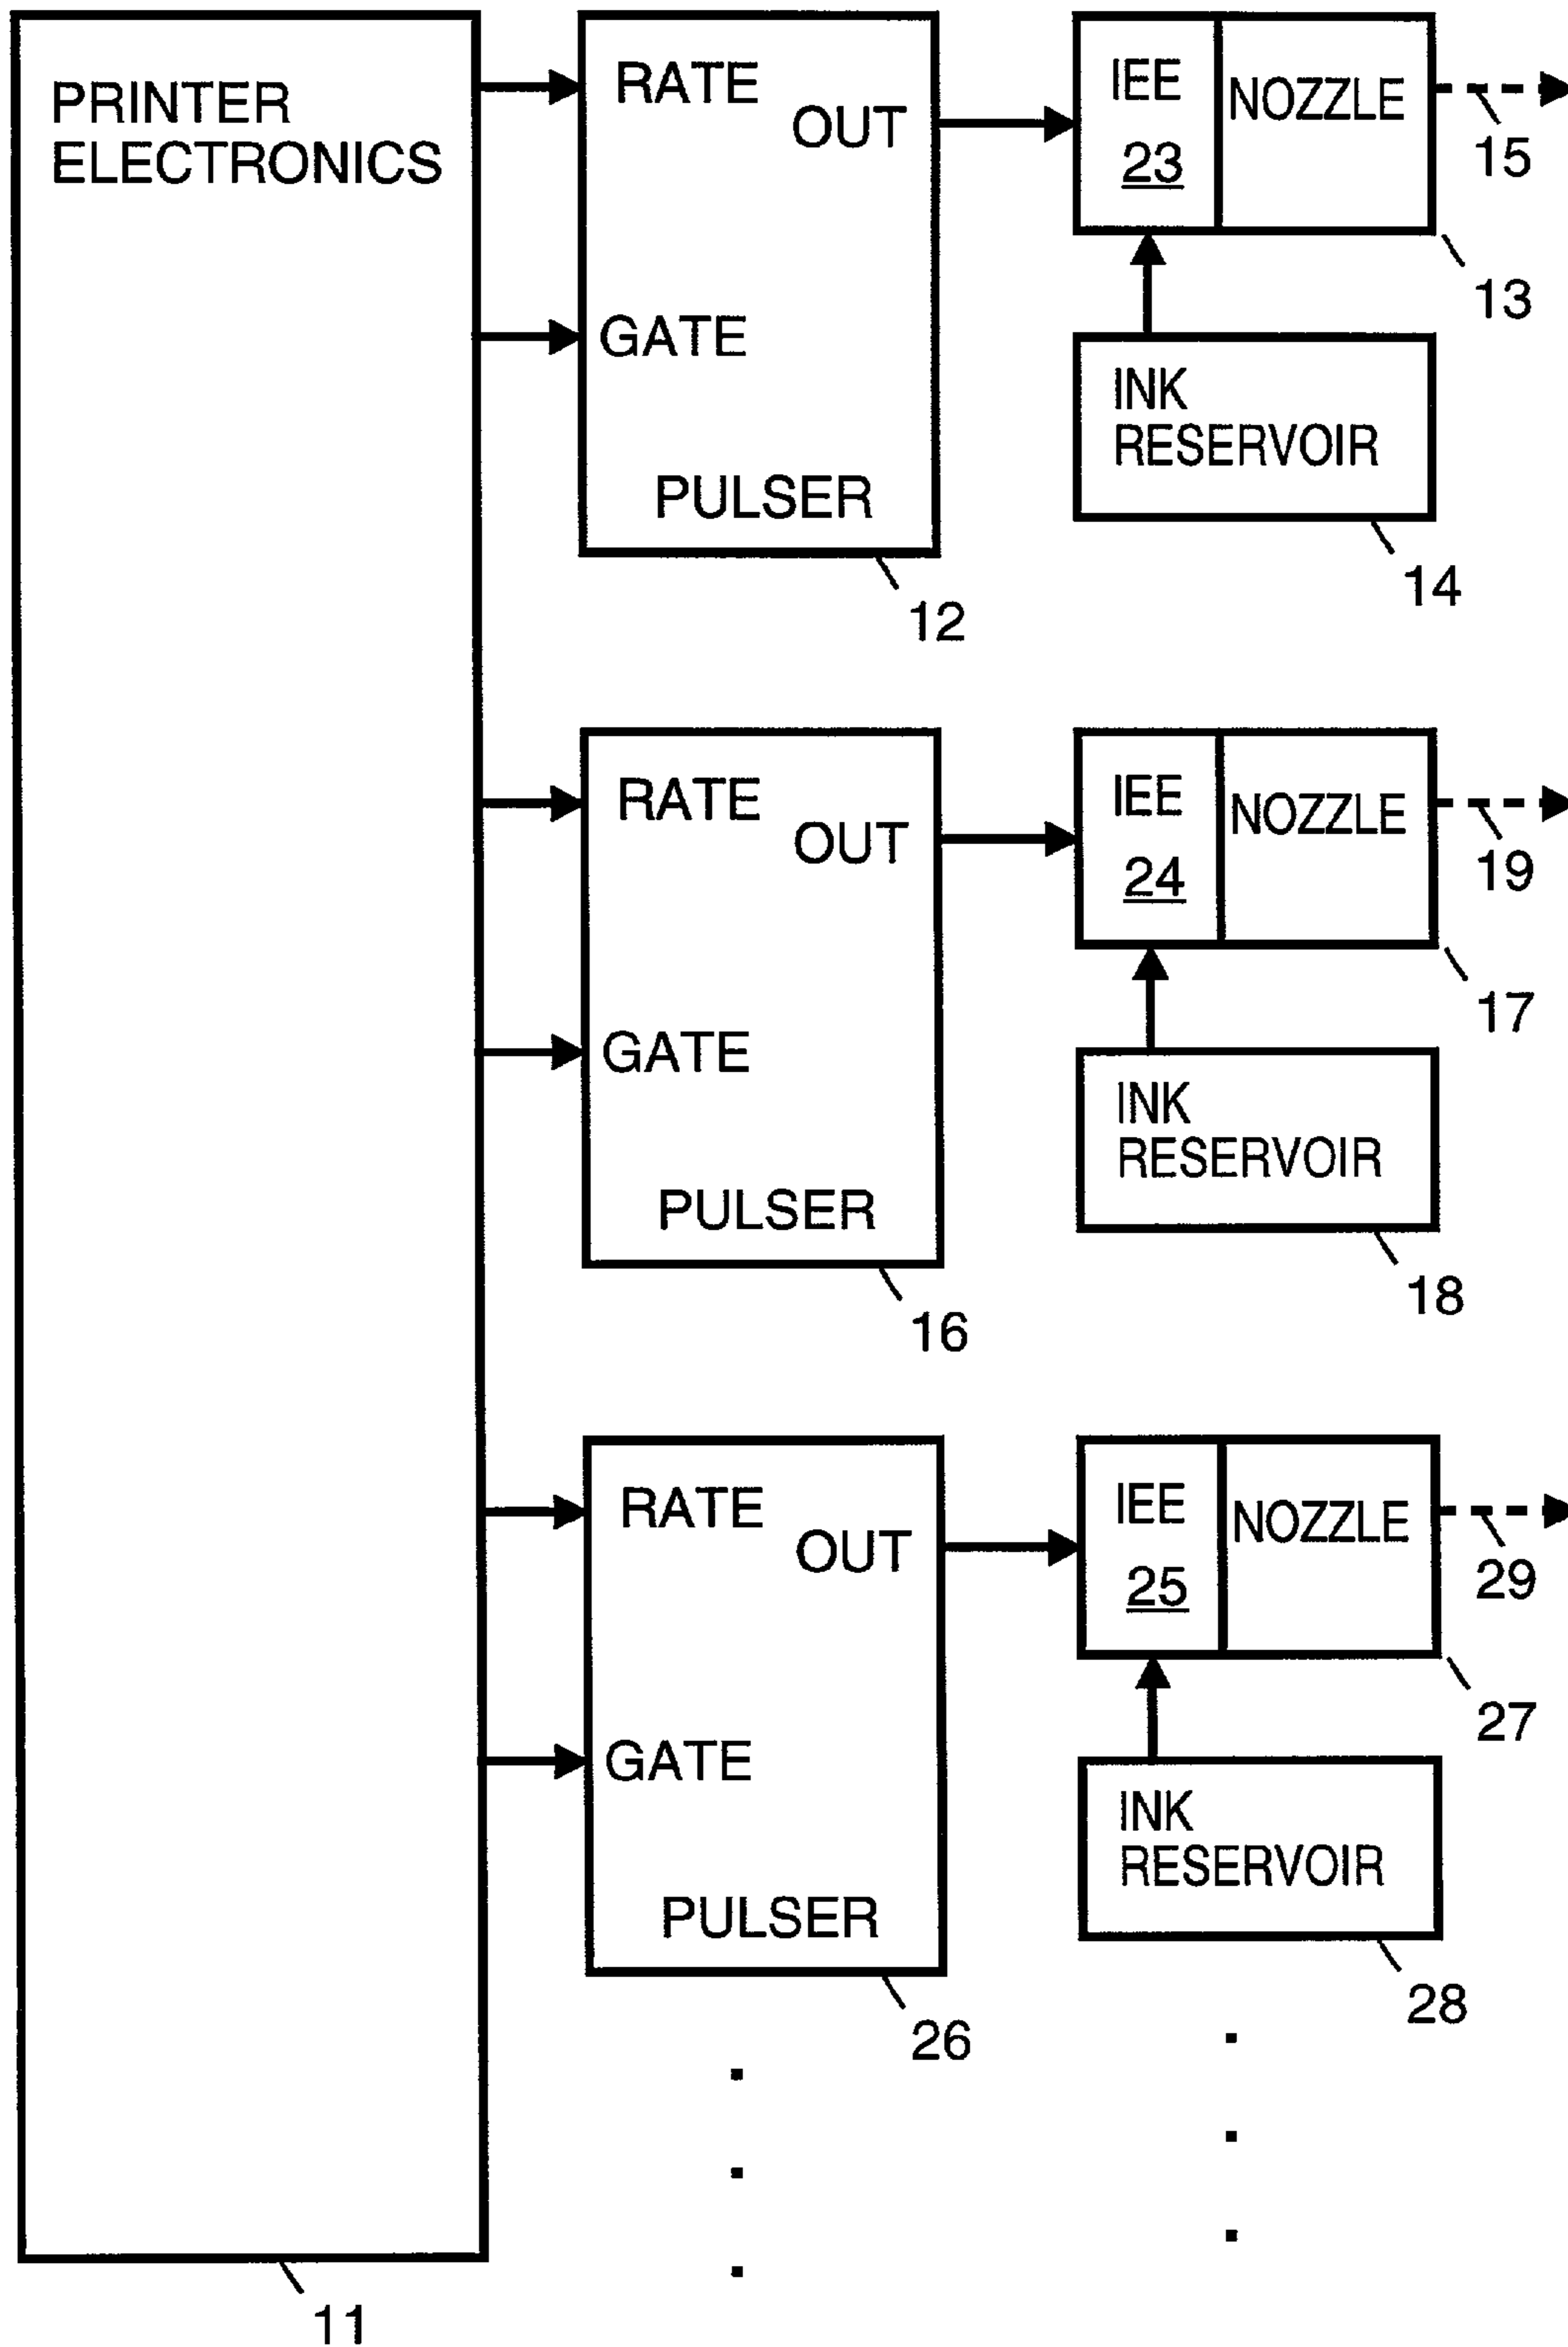 PRINTER
ELECTRONICS
11
RATE
OUT
GATE
PULSER
12
IEE
23
NOZZLE
15
13
INK
RESERVOIR
14
RATE
OUT
GATE
PULSER
16
IEE
24
NOZZLE
19
17
INK
RESERVOIR
18
RATE
OUT
GATE
PULSER
26
IEE
25
NOZZLE
29
27
INK
RESERVOIR
28